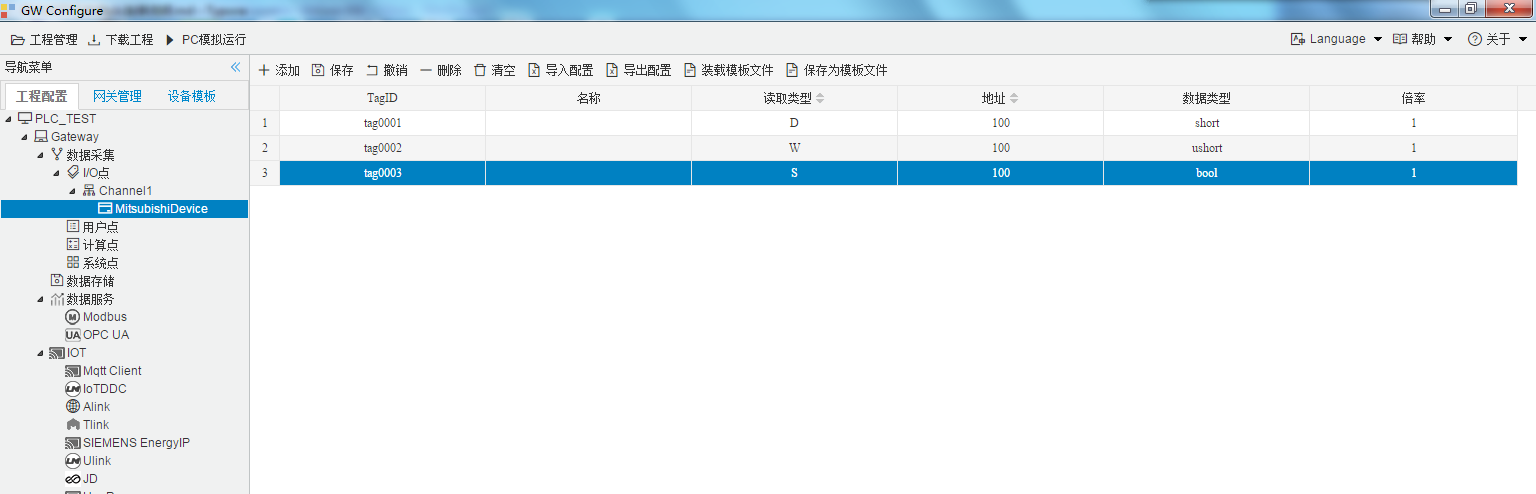 GW Configure
工程管理 下载工程 PC模拟运行 Language 帮助 关于
导航菜单
工程配置 网关管理 设备模板
PLC_TEST
Gateway
数据采集
I/O点
Channel1
MitsubishiDevice
用户点
计算点
系统点
数据存储
数据服务
Modbus
UA OPC UA
IOT
Mqtt Client
IoTDDC
Alink
Tlink
SIEMENS EnergyIP
Ulink
JD
添加 保存 撤消 删除 清空 导入配置 导出配置 装载模板文件 保存为模板文件
TagID 名称 读取类型 地址 数据类型 倍率
1 tag0001 D 100 short 1
2 tag0002 W 100 ushort 1
3 tag0003 S 100 bool 1